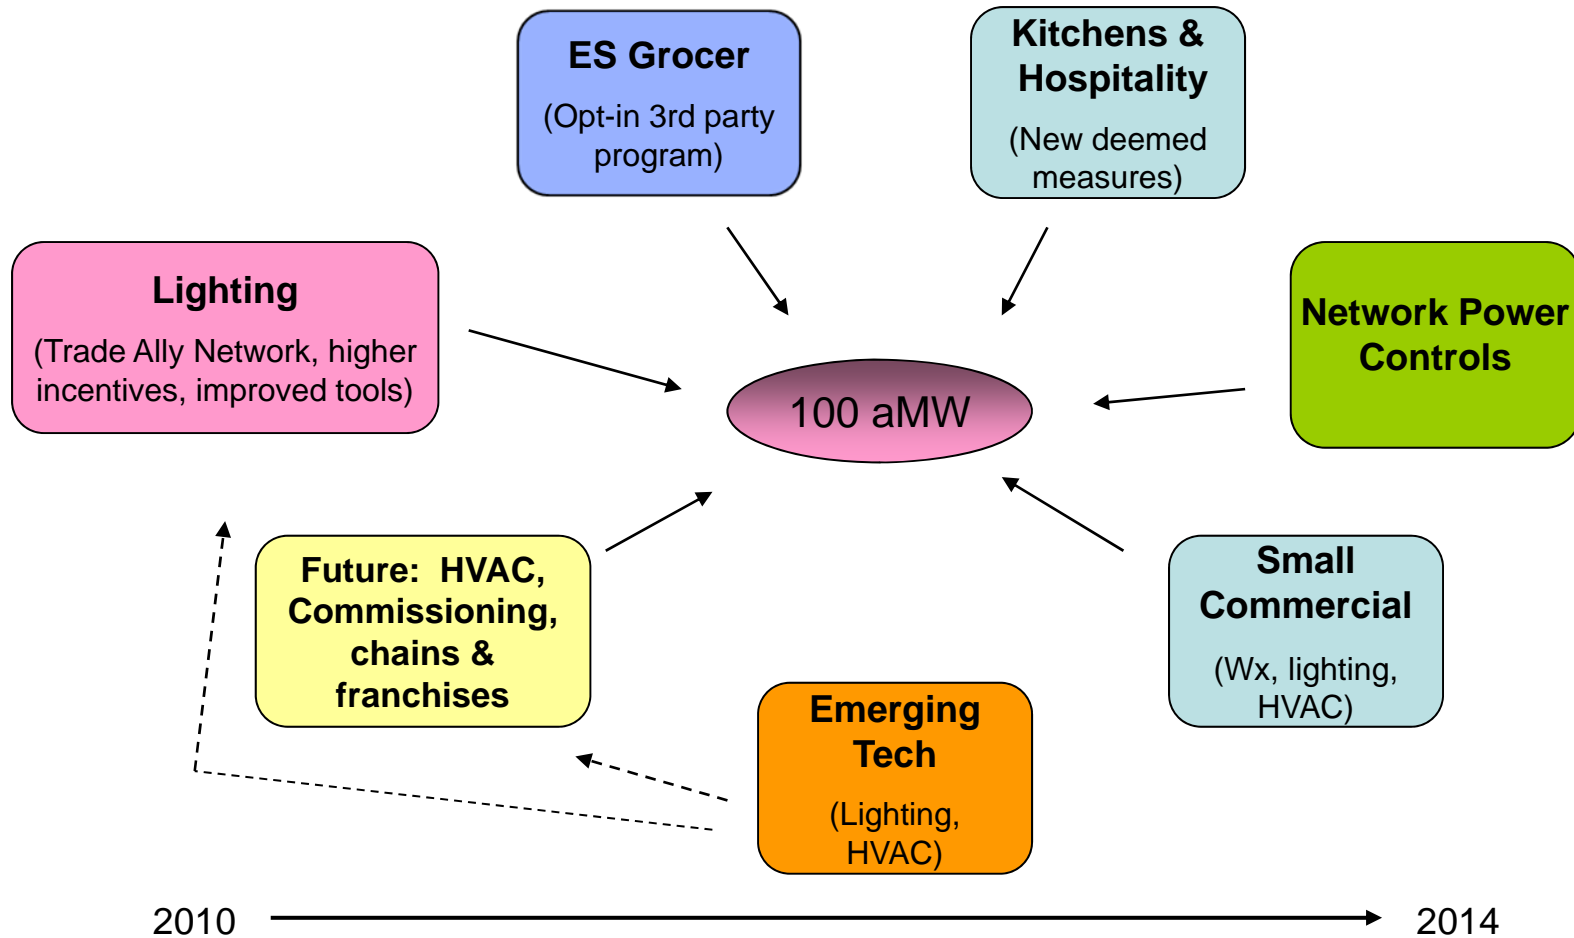 ES Grocer
(Opt-in 3rd party
program)
Kitchens &
Hospitality
(New deemed
measures)
Lighting
(Trade Ally Network, higher
incentives, improved tools)
Network Power
Controls
100 aMW
Future:  HVAC,
Commissioning,
chains &
franchises
Small
Commercial
(Wx, lighting,
HVAC)
Emerging
Tech
(Lighting,
HVAC)
2010
2014